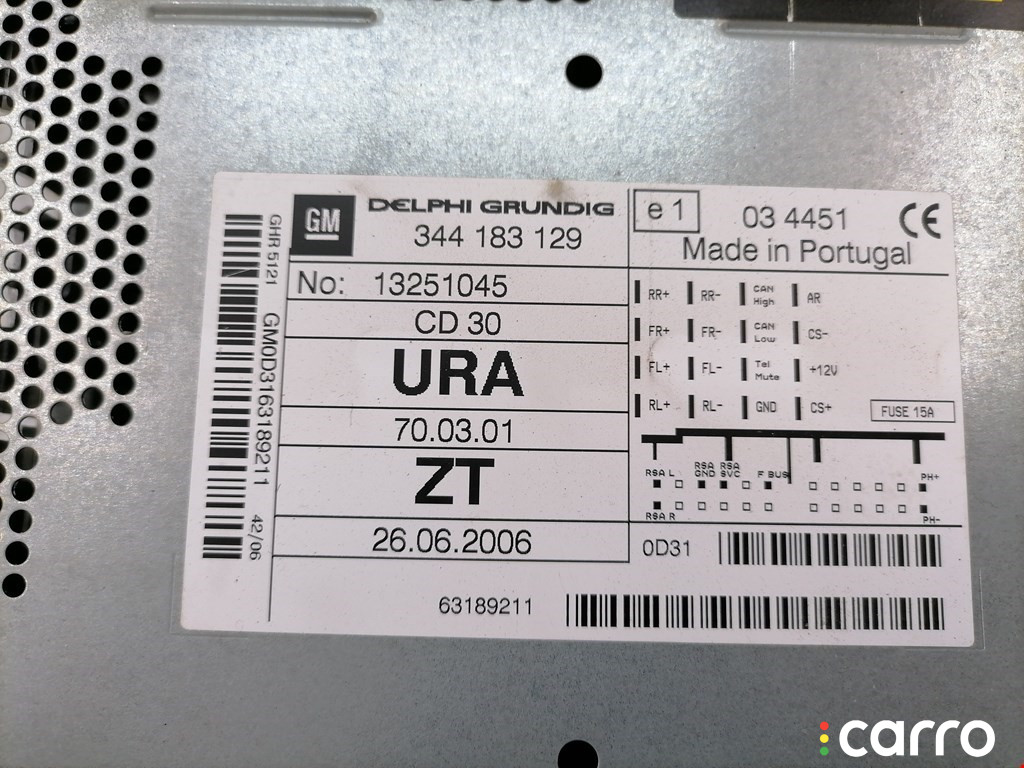 GHR 5121 GM0D3163189211 42/06
GM DELPHI GRUNDIG
344 183 129
No: 13251045
CD 30
URA
70.03.01
ZT
26.06.2006
e 1 03 4451 CE
Made in Portugal
RR+ RR- CAN High AR
FR+ FR- CAN Low CS-
FL+ FL- Tel Mute +12V
RL+ RL- GND CS+ FUSE 15A
RSA L RSA GND RSA SVC F BUS PH+
RSA R PH-
0D31
63189211
carro